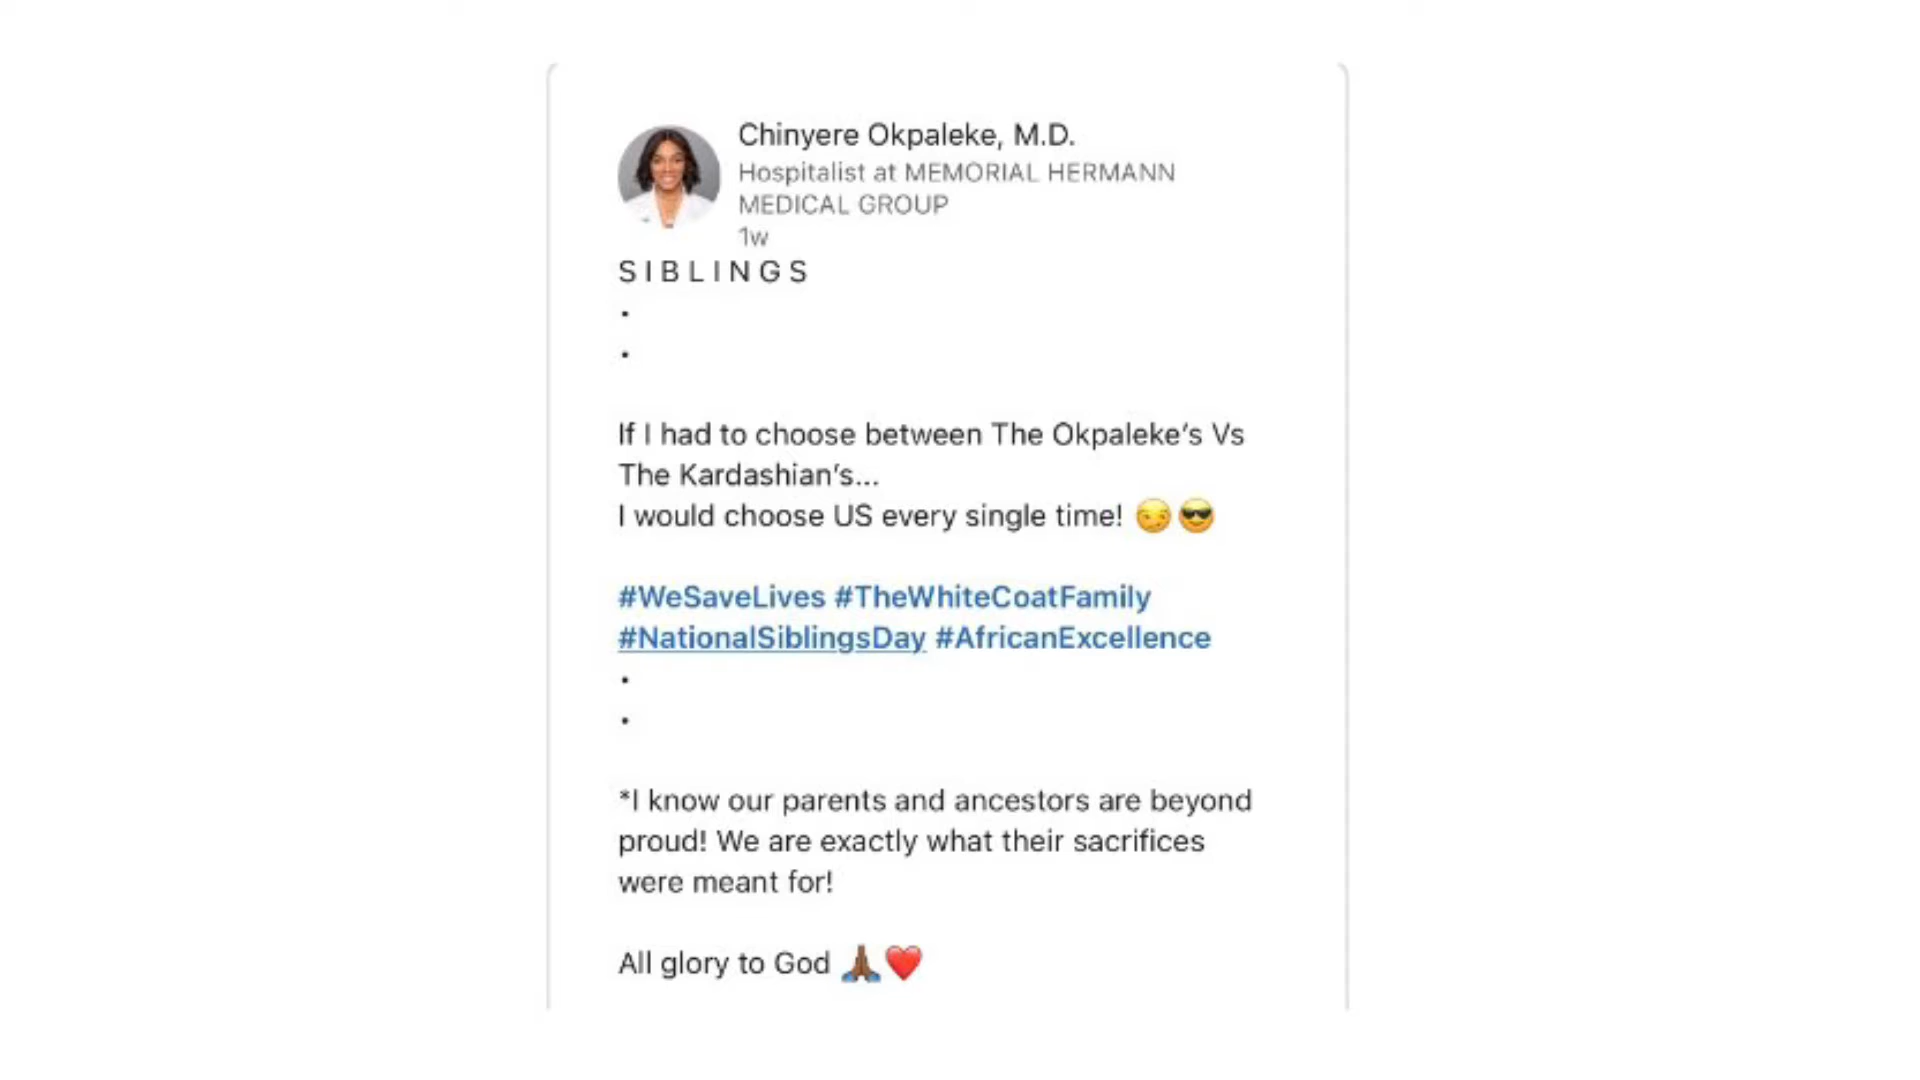 Chinyere Okpaleke, M.D.
Hospitalist at MEMORIAL HERMANN
MEDICAL GROUP
1w
S I B L I N G S
.
.
If I had to choose between The Okpaleke’s Vs
The Kardashian’s...
I would choose US every single time! 😏😎
#WeSaveLives #TheWhiteCoatFamily
#NationalSiblingsDay #AfricanExcellence
.
.
*I know our parents and ancestors are beyond
proud! We are exactly what their sacrifices
were meant for!
All glory to God 🙏🏾❤️